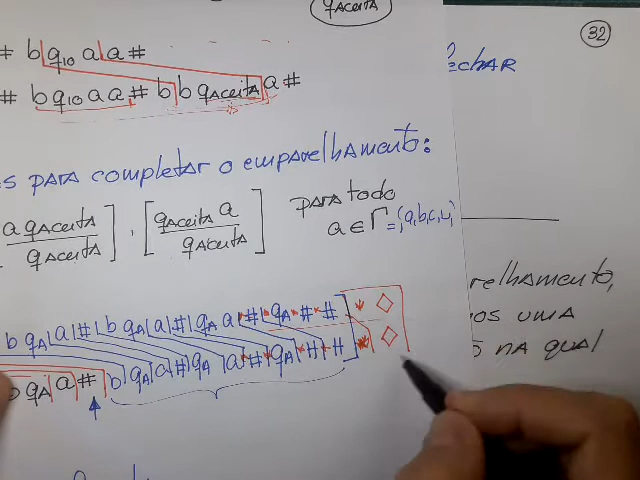 qACEITA
32
# b q10 a a #
# b q10 a a # b b qACEITA a #
ECHAR
S PARA COMPLETAR O EMPARELHAMENTO:
a qACEITA / qACEITA , qACEITA a / qACEITA PARA TODO
a ∈ Γ = {a, b, c, ⊔}
RELHAMENTO,
OS UMA
NA QUAL
b qA a # b qA a # qA a * # * qA * # * # * ◇
b qA a # qA a * # * qA * # * # * ◇
b qA a #